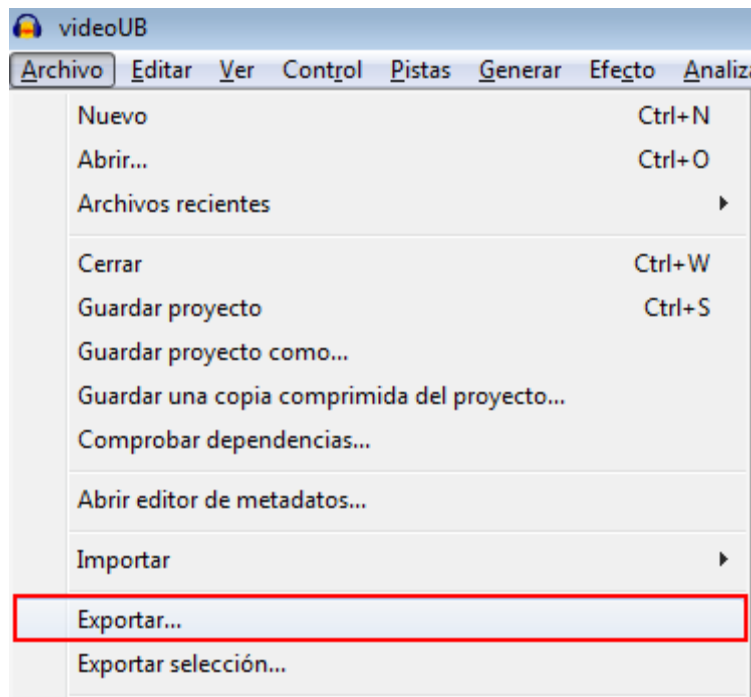 videoUB
Archivo Editar Ver Control Pistas Generar Efecto Analiza
Nuevo Ctrl+N
Abrir... Ctrl+O
Archivos recientes
Cerrar Ctrl+W
Guardar proyecto Ctrl+S
Guardar proyecto como...
Guardar una copia comprimida del proyecto...
Comprobar dependencias...
Abrir editor de metadatos...
Importar
Exportar...
Exportar selección...